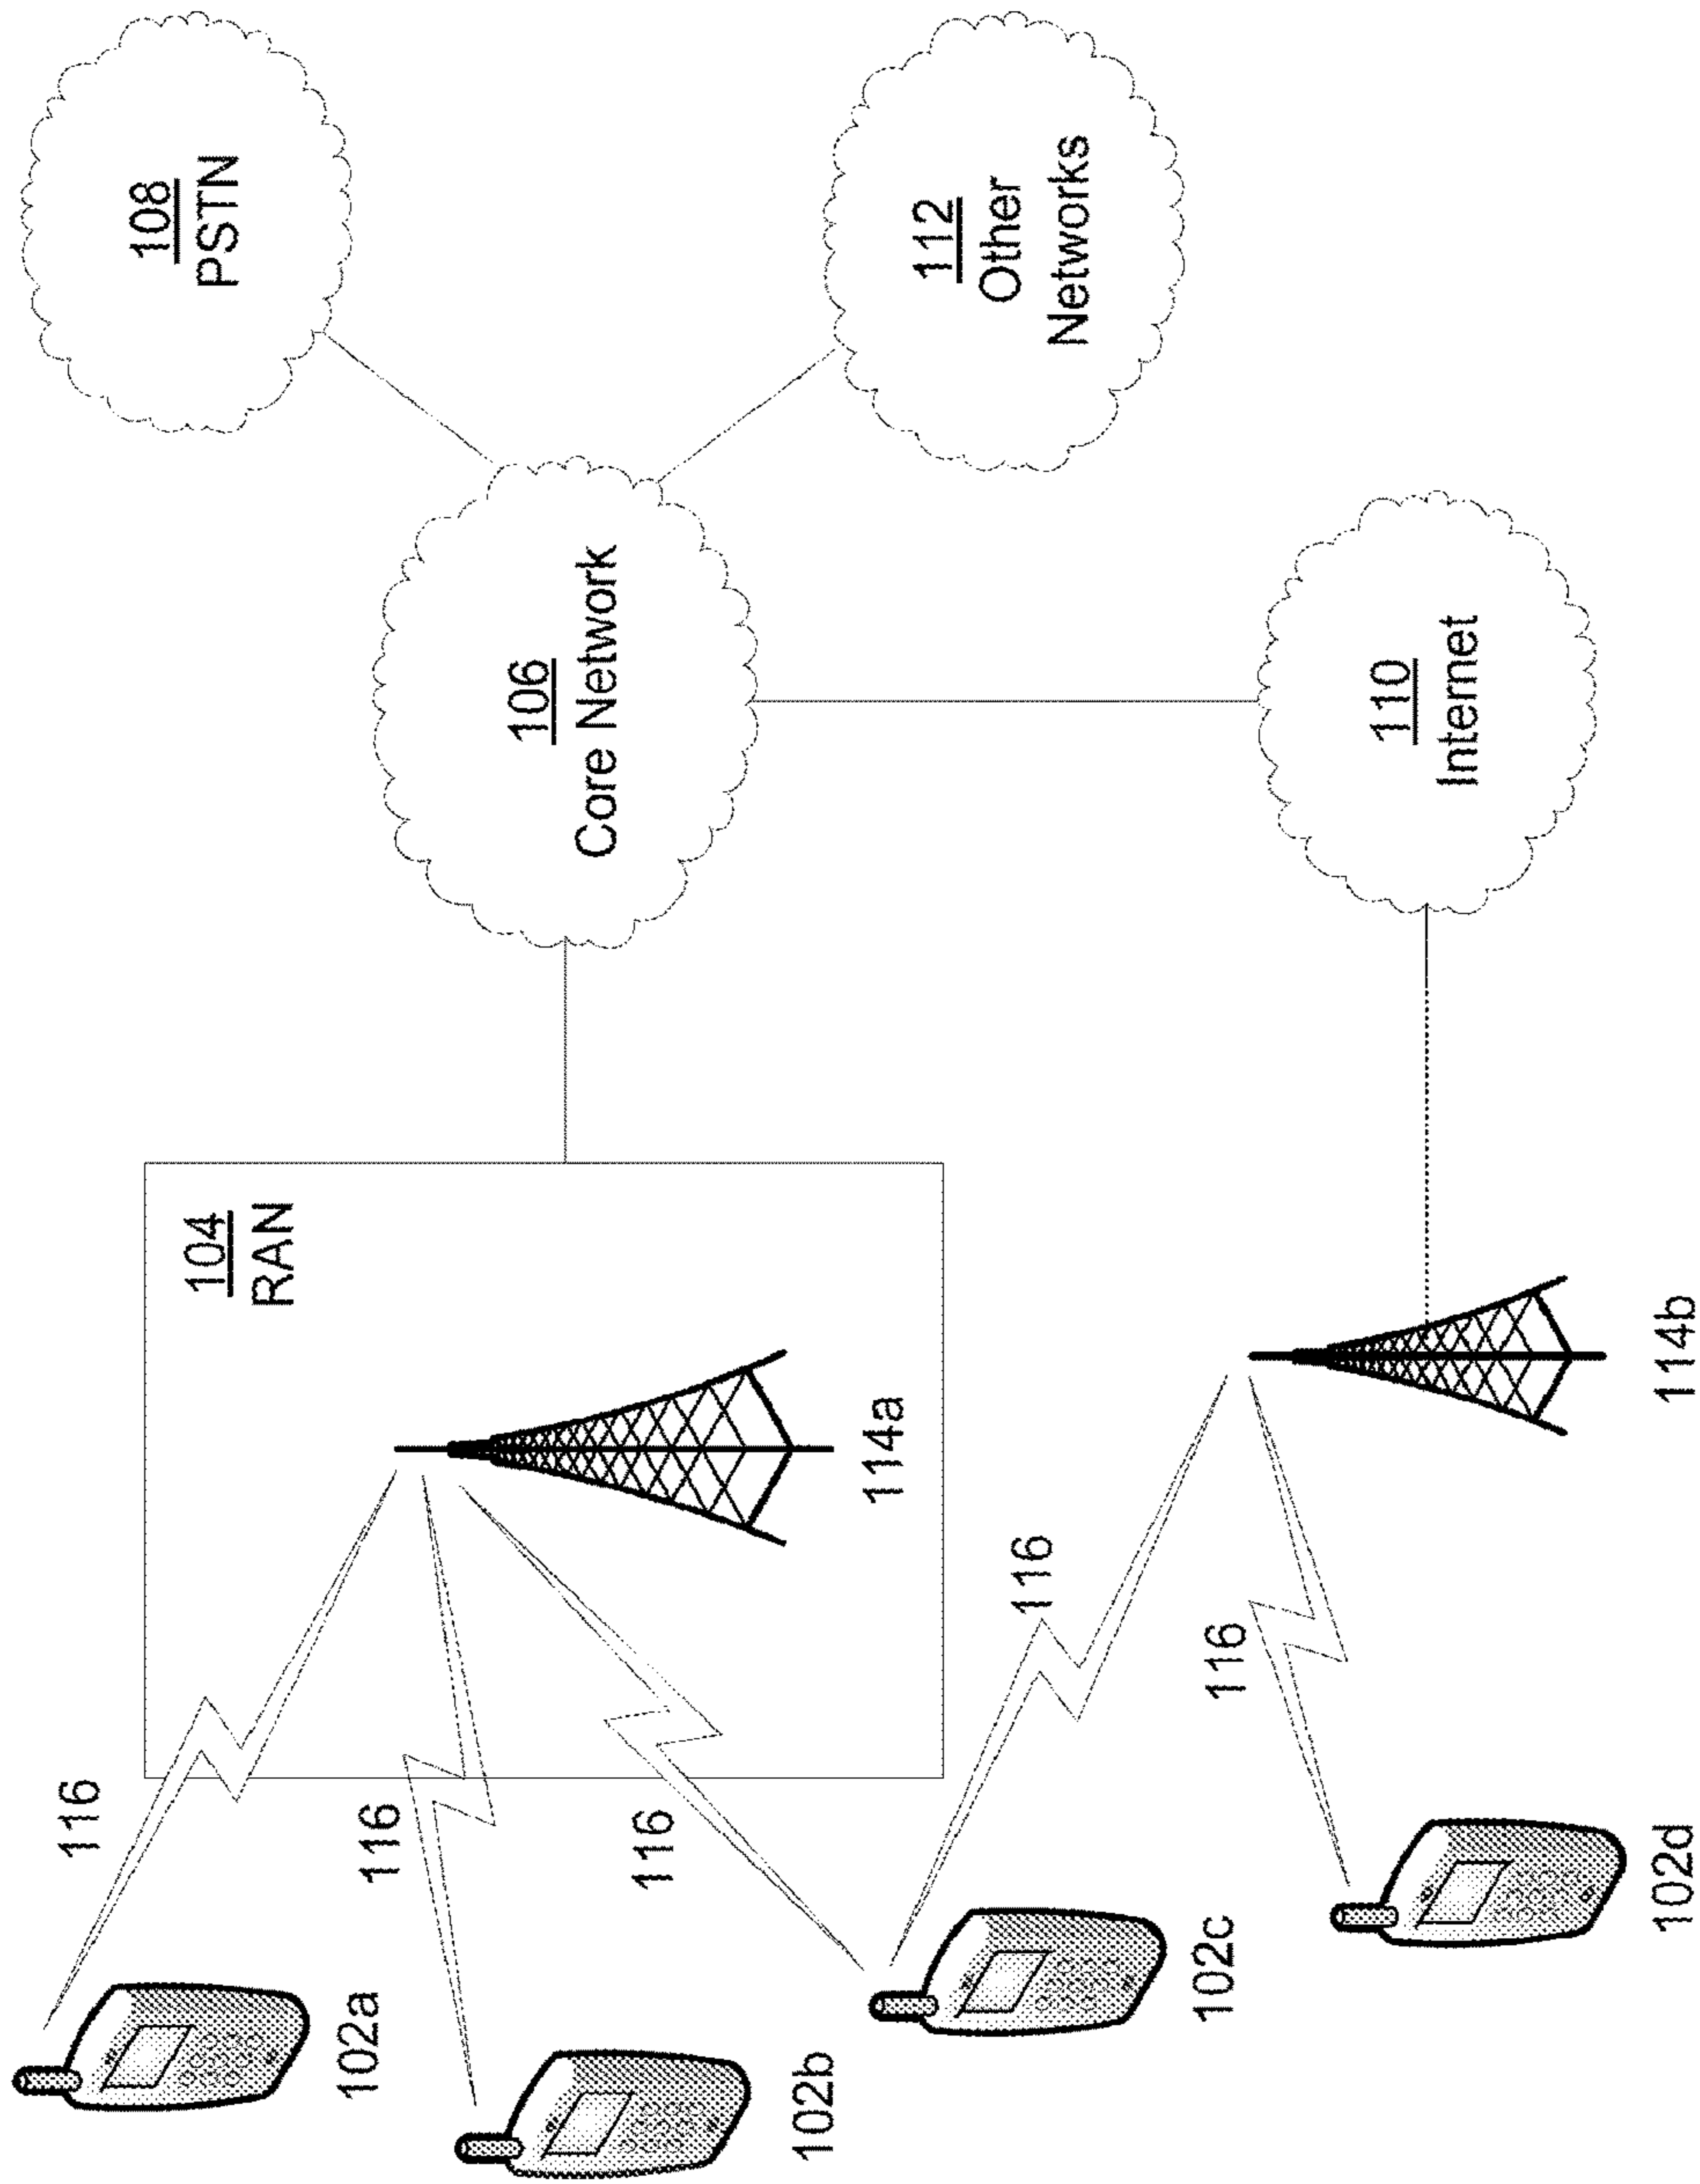 108
PSTN
106
Core Network
112
Other
Networks
104
RAN
110
Internet
114a
114b
116
116
116
116
116
102a
102b
102c
102d